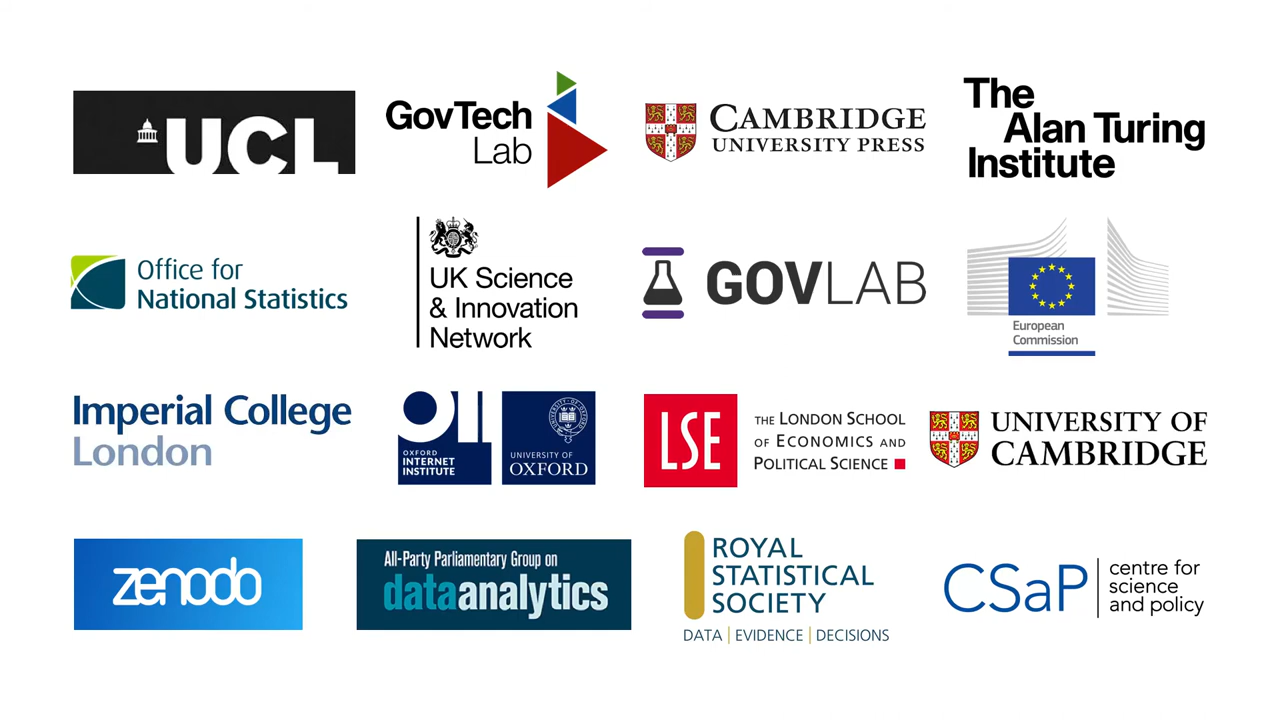 UCL
GovTech
Lab
CAMBRIDGE
UNIVERSITY PRESS
The
Alan Turing
Institute
Office for
National Statistics
UK Science
& Innovation
Network
GOVLAB
European
Commission
Imperial College
London
OII
OXFORD
INTERNET
INSTITUTE
UNIVERSITY OF
OXFORD
LSE
THE LONDON SCHOOL
OF ECONOMICS AND
POLITICAL SCIENCE
UNIVERSITY OF
CAMBRIDGE
zenodo
All-Party Parliamentary Group on
dataanalytics
ROYAL
STATISTICAL
SOCIETY
DATA | EVIDENCE | DECISIONS
CSaP
centre for
science
and policy